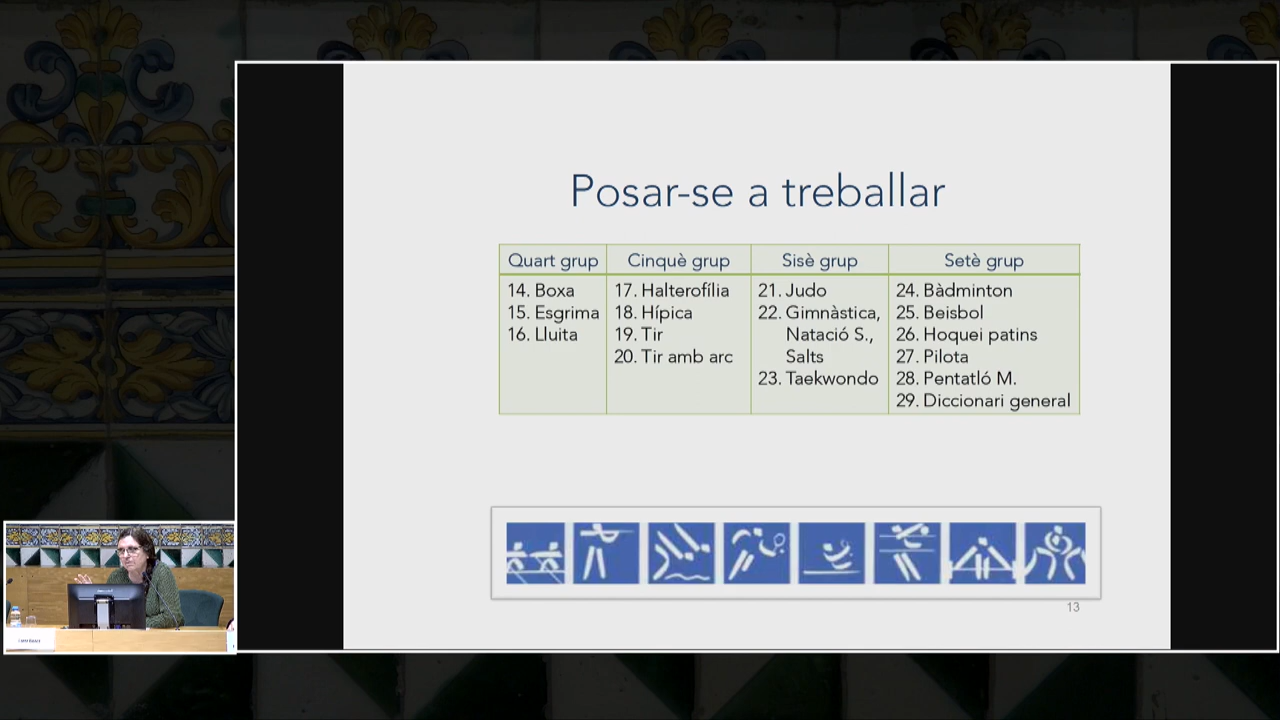 Posar-se a treballar
Quart grup
14. Boxa
15. Esgrima
16. Lluita
Cinquè grup
17. Halterofília
18. Hípica
19. Tir
20. Tir amb arc
Sisè grup
21. Judo
22. Gimnàstica,
Natació S.,
Salts
23. Taekwondo
Setè grup
24. Bàdminton
25. Beisbol
26. Hoquei patins
27. Pilota
28. Pentatló M.
29. Diccionari general
13